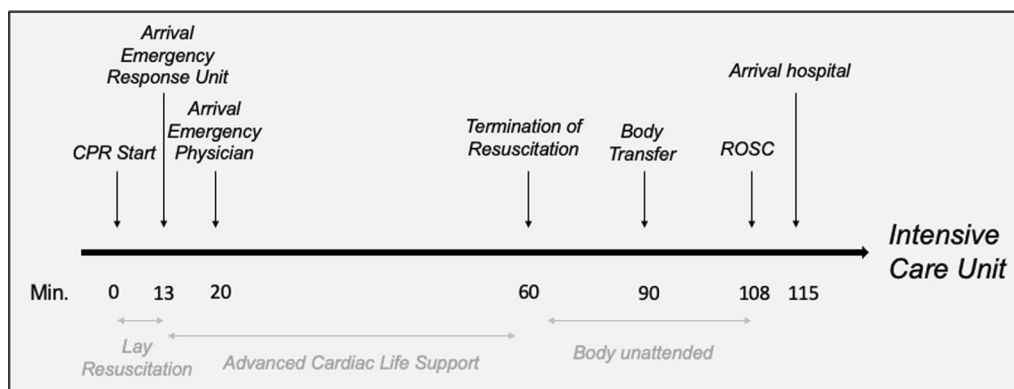 Arrival
Emergency
Response Unit
Arrival
Emergency
Physician
CPR Start
Termination of
Resuscitation
Body
Transfer
ROSC
Arrival hospital
Intensive
Care Unit
Min. 0 13 20 60 90 108 115
Lay
Resuscitation
Advanced Cardiac Life Support
Body unattended